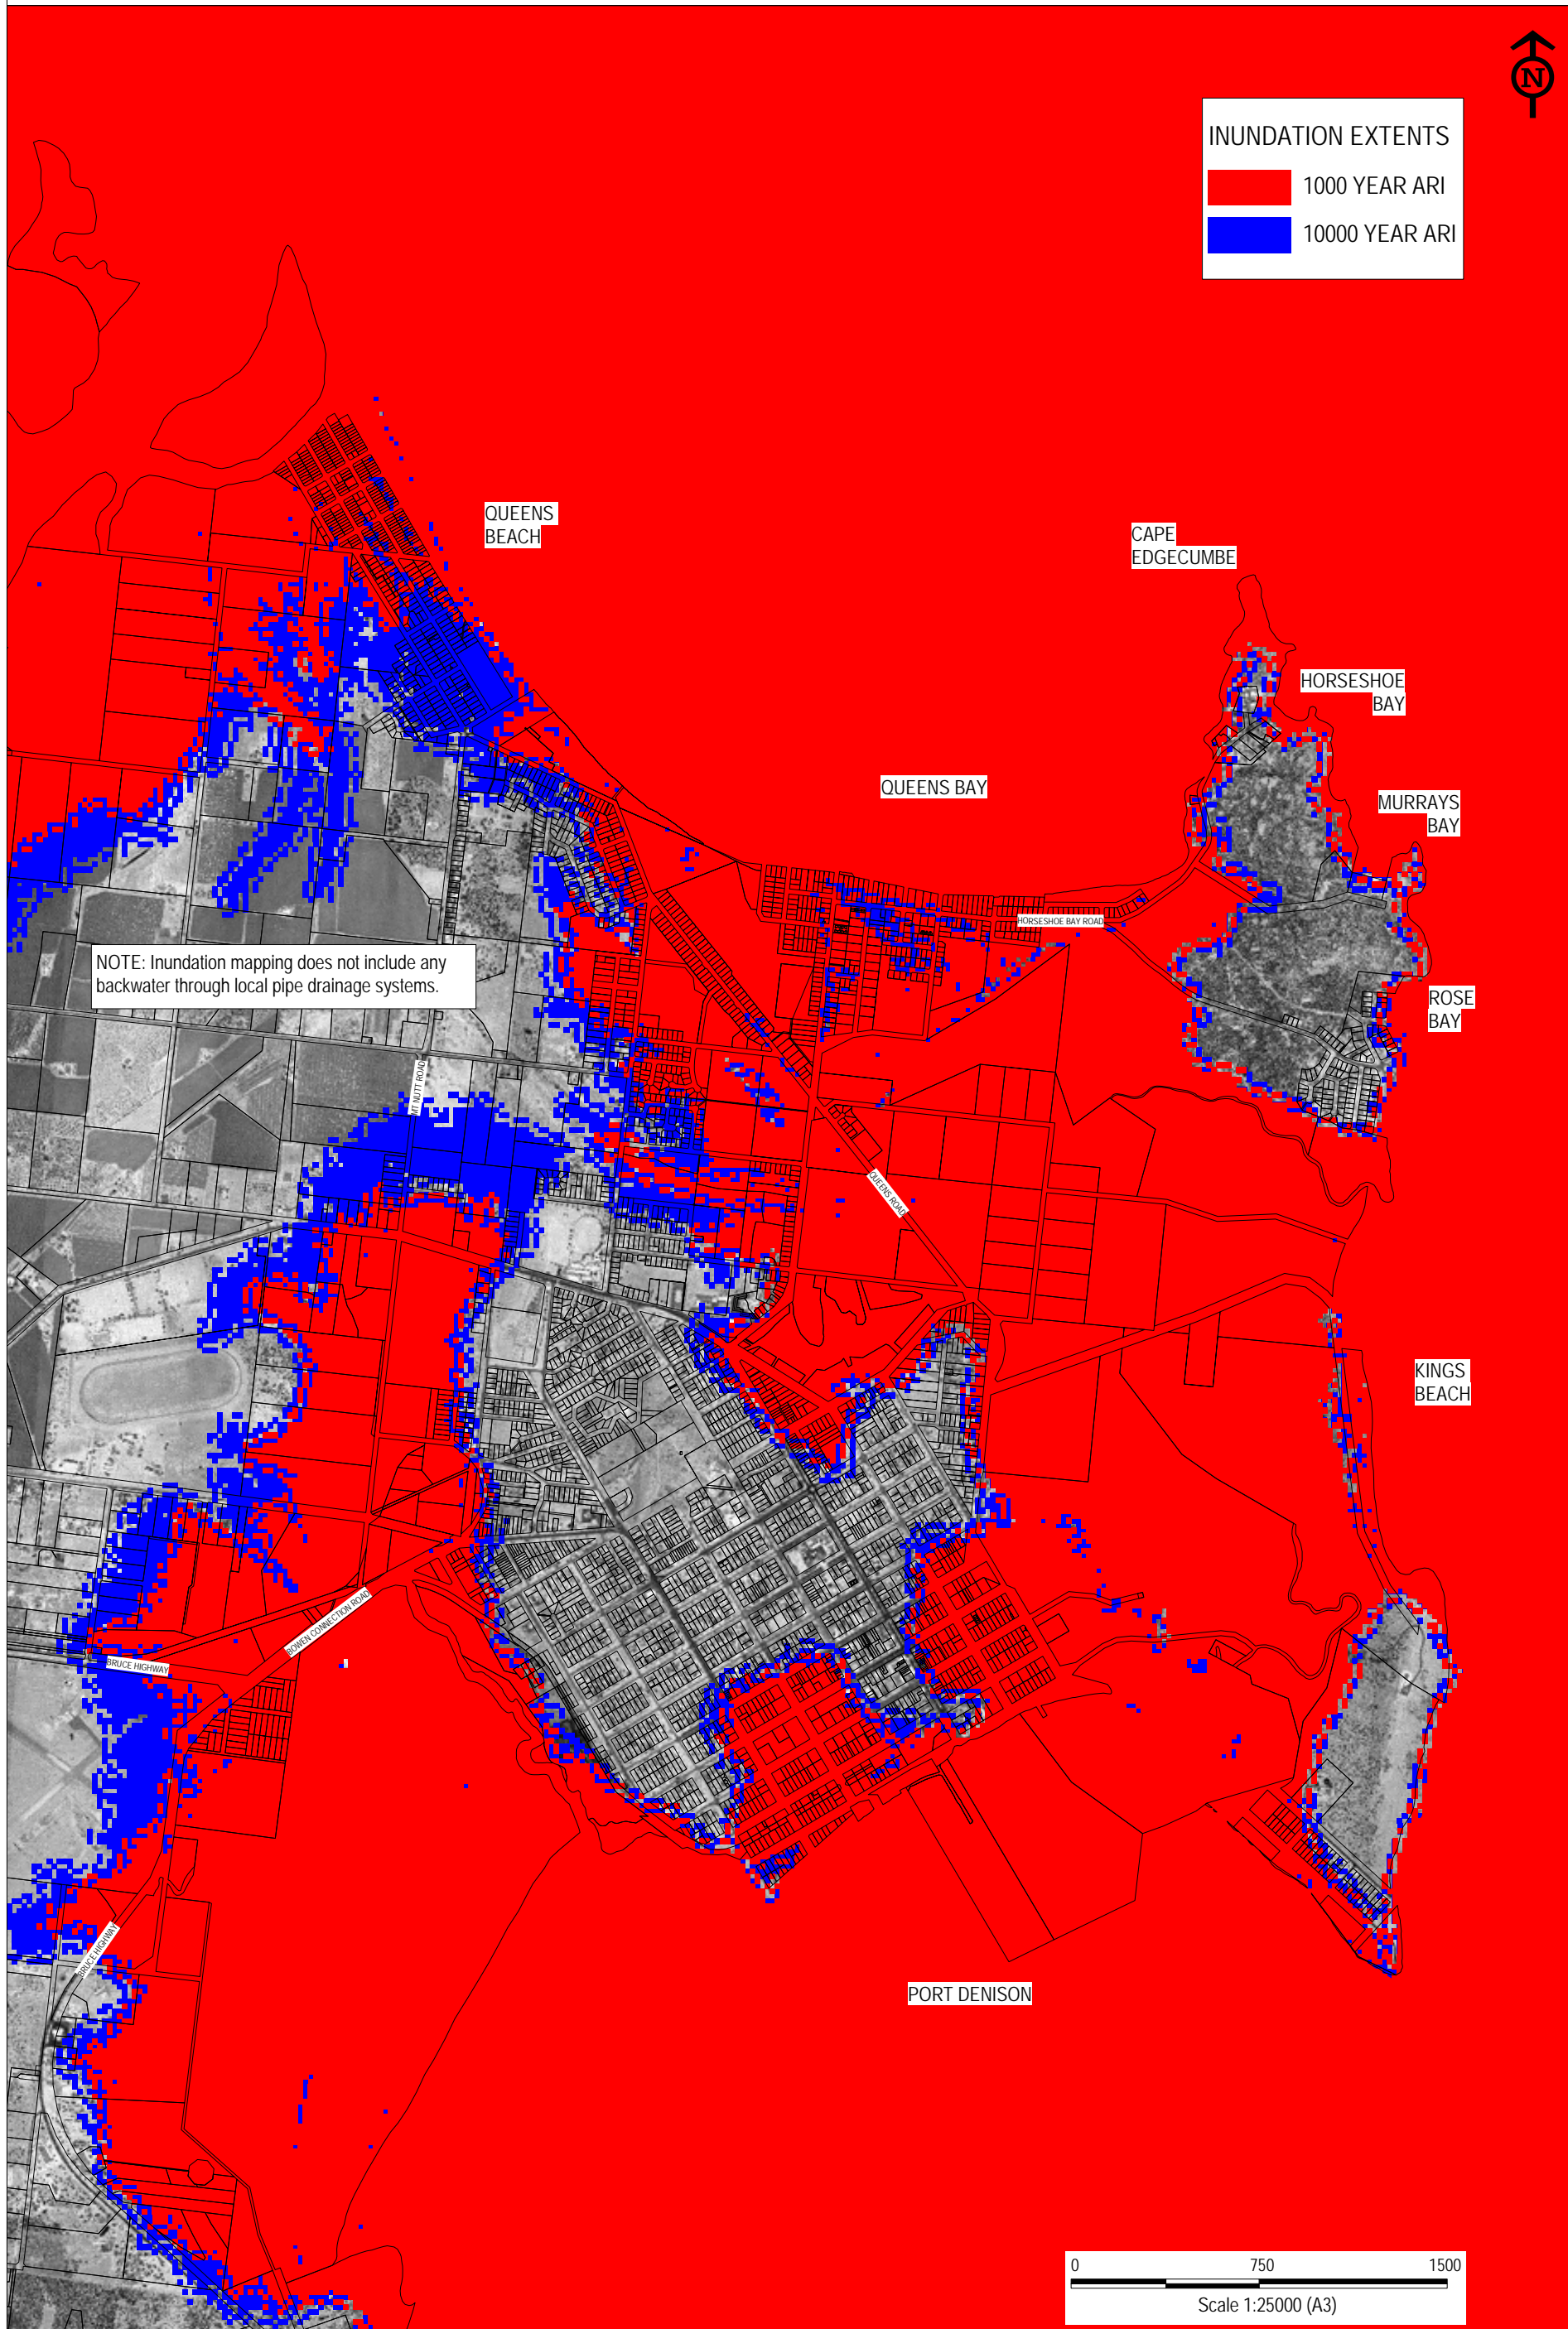 N
INUNDATION EXTENTS
1000 YEAR ARI
10000 YEAR ARI
QUEENS
BEACH
CAPE
EDGECUMBE
HORSESHOE
BAY
QUEENS BAY
MURRAYS
BAY
HORSESHOE BAY ROAD
NOTE: Inundation mapping does not include any
backwater through local pipe drainage systems.
ROSE
BAY
MT NUTT ROAD
QUEENS ROAD
KINGS
BEACH
BOWEN CONNECTION ROAD
BRUCE HIGHWAY
BRUCE HIGHWAY
PORT DENISON
0 750 1500
Scale 1:25000 (A3)